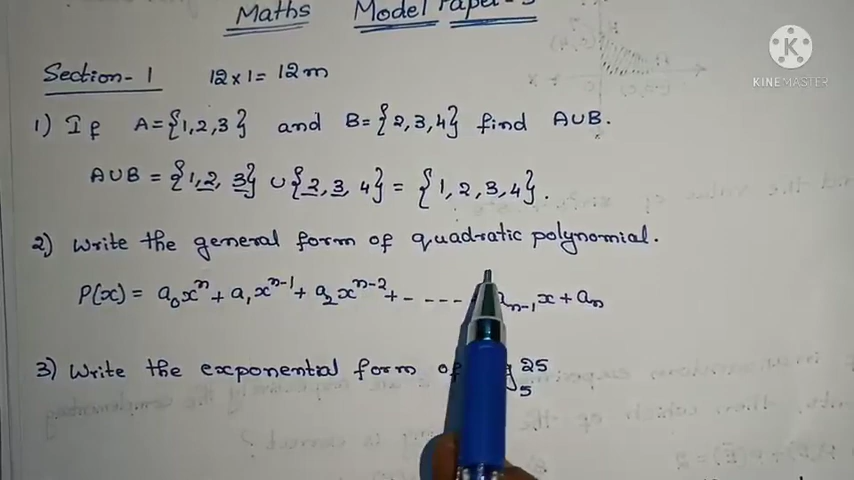 Maths Model Paper - 3
KINEMASTER
Section - 1 12 x 1 = 12m
1) If A = {1,2,3} and B = {2,3,4} find A∪B.
A∪B = {1,2,3} ∪ {2,3,4} = {1,2,3,4}.
2) Write the general form of quadratic polynomial.
P(x) = a₀xⁿ + a₁xⁿ⁻¹ + a₂xⁿ⁻² + - - - - - ₙ₋₁x + aₙ
3) Write the exponential form of 25
5